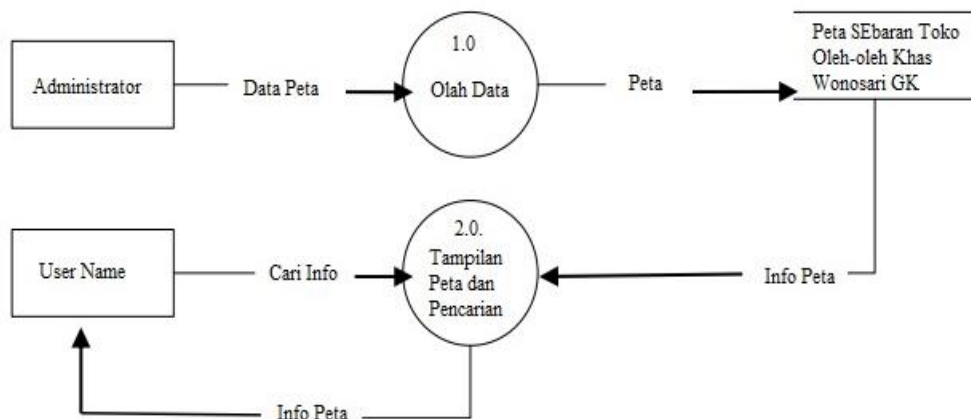 Administrator
Data Peta
1.0
Olah Data
Peta
Peta SEbaran Toko
Oleh-oleh Khas
Wonosari GK
User Name
Cari Info
2.0.
Tampilan
Peta dan
Pencarian
Info Peta
Info Peta